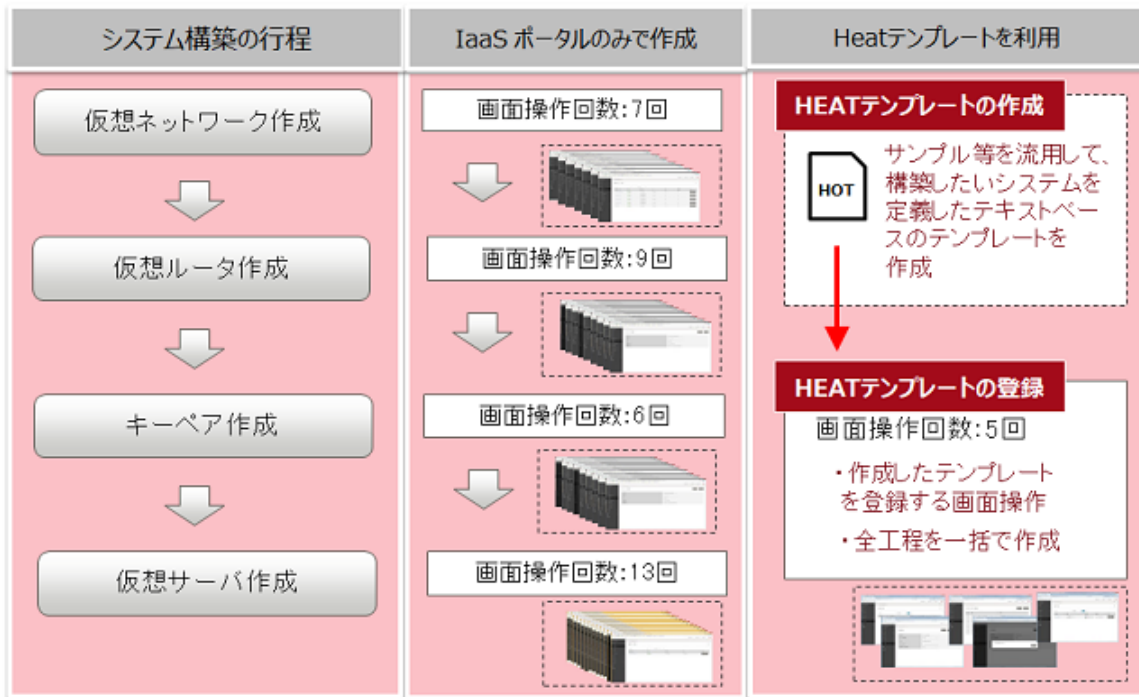 システム構築の行程
IaaS ポータルのみで作成
Heatテンプレートを利用
仮想ネットワーク作成
仮想ルータ作成
キーペア作成
仮想サーバ作成
画面操作回数:7回
画面操作回数:9回
画面操作回数:6回
画面操作回数:13回
HEATテンプレートの作成
HOT
サンプル等を流用して、
構築したいシステムを
定義したテキストベー
スのテンプレートを
作成
HEATテンプレートの登録
画面操作回数:5回
・作成したテンプレート
を登録する画面操作
・全工程を一括で作成